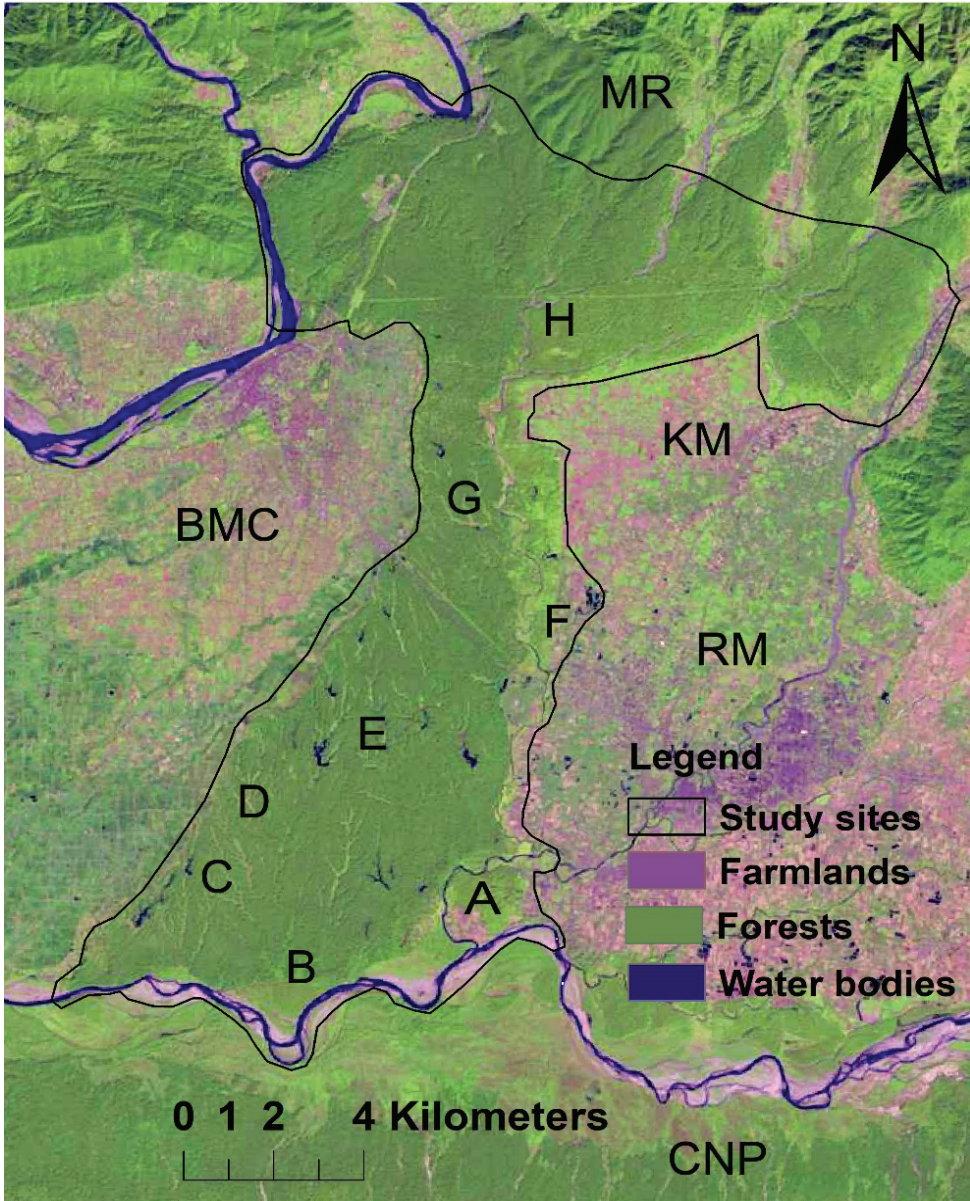 N
MR
H
KM
G
BMC
F
RM
E
Legend
D
Study sites
C
Farmlands
A
Forests
B
Water bodies
0 1 2 4 Kilometers
CNP